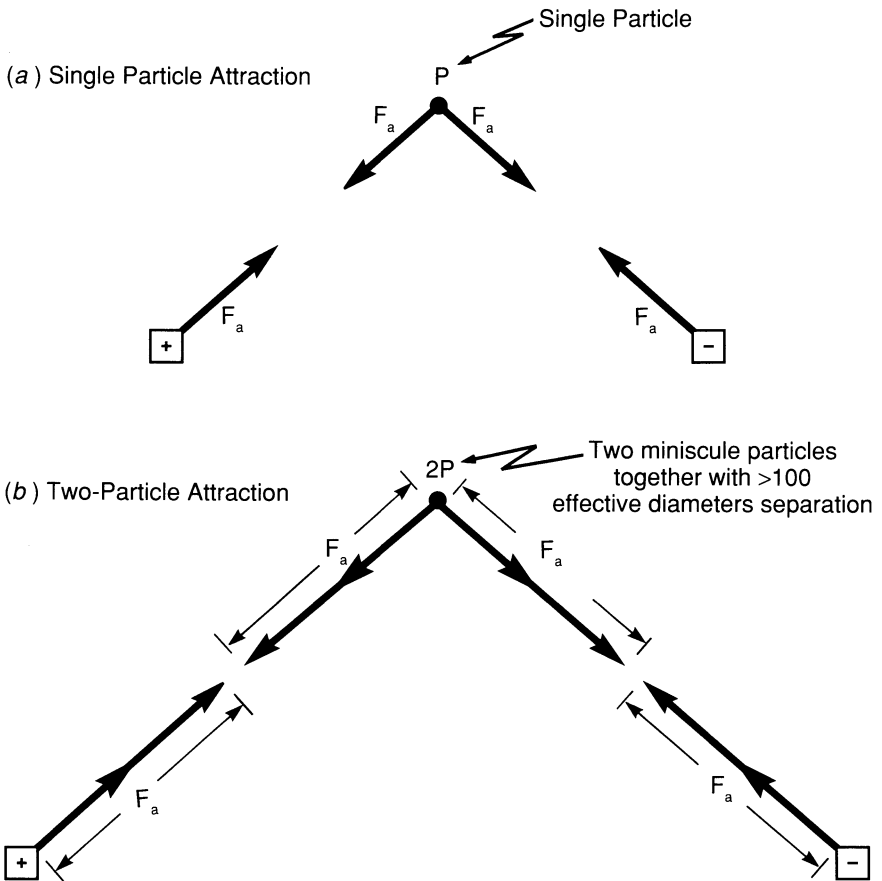 Single Particle
(a) Single Particle Attraction
P
Fa
Fa
Fa
Fa
+
−
(b) Two-Particle Attraction
2P
Two miniscule particles
together with >100
effective diameters separation
Fa
Fa
Fa
Fa
+
−